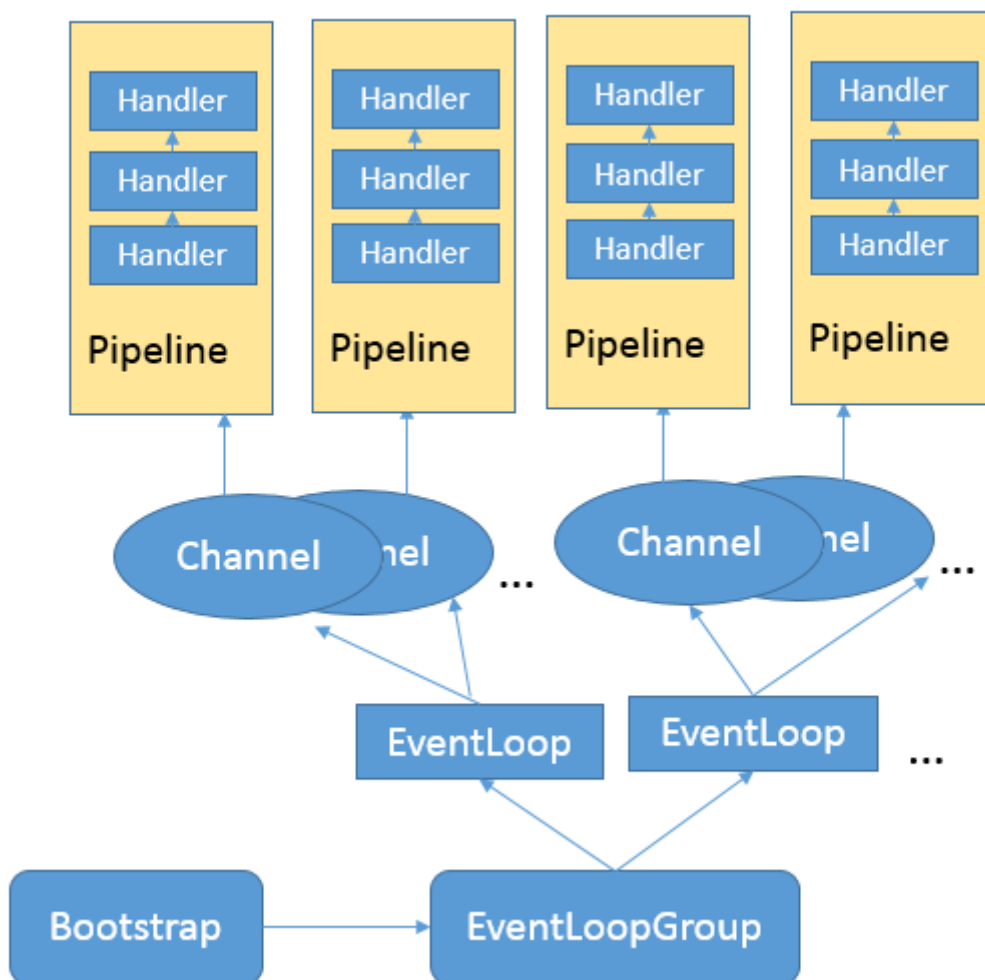 Handler
Handler
Handler
Pipeline
Handler
Handler
Handler
Pipeline
Handler
Handler
Handler
Pipeline
Handler
Handler
Handler
Pipeline
Channel
nel
...
Channel
nel
...
EventLoop
EventLoop
...
Bootstrap
EventLoopGroup